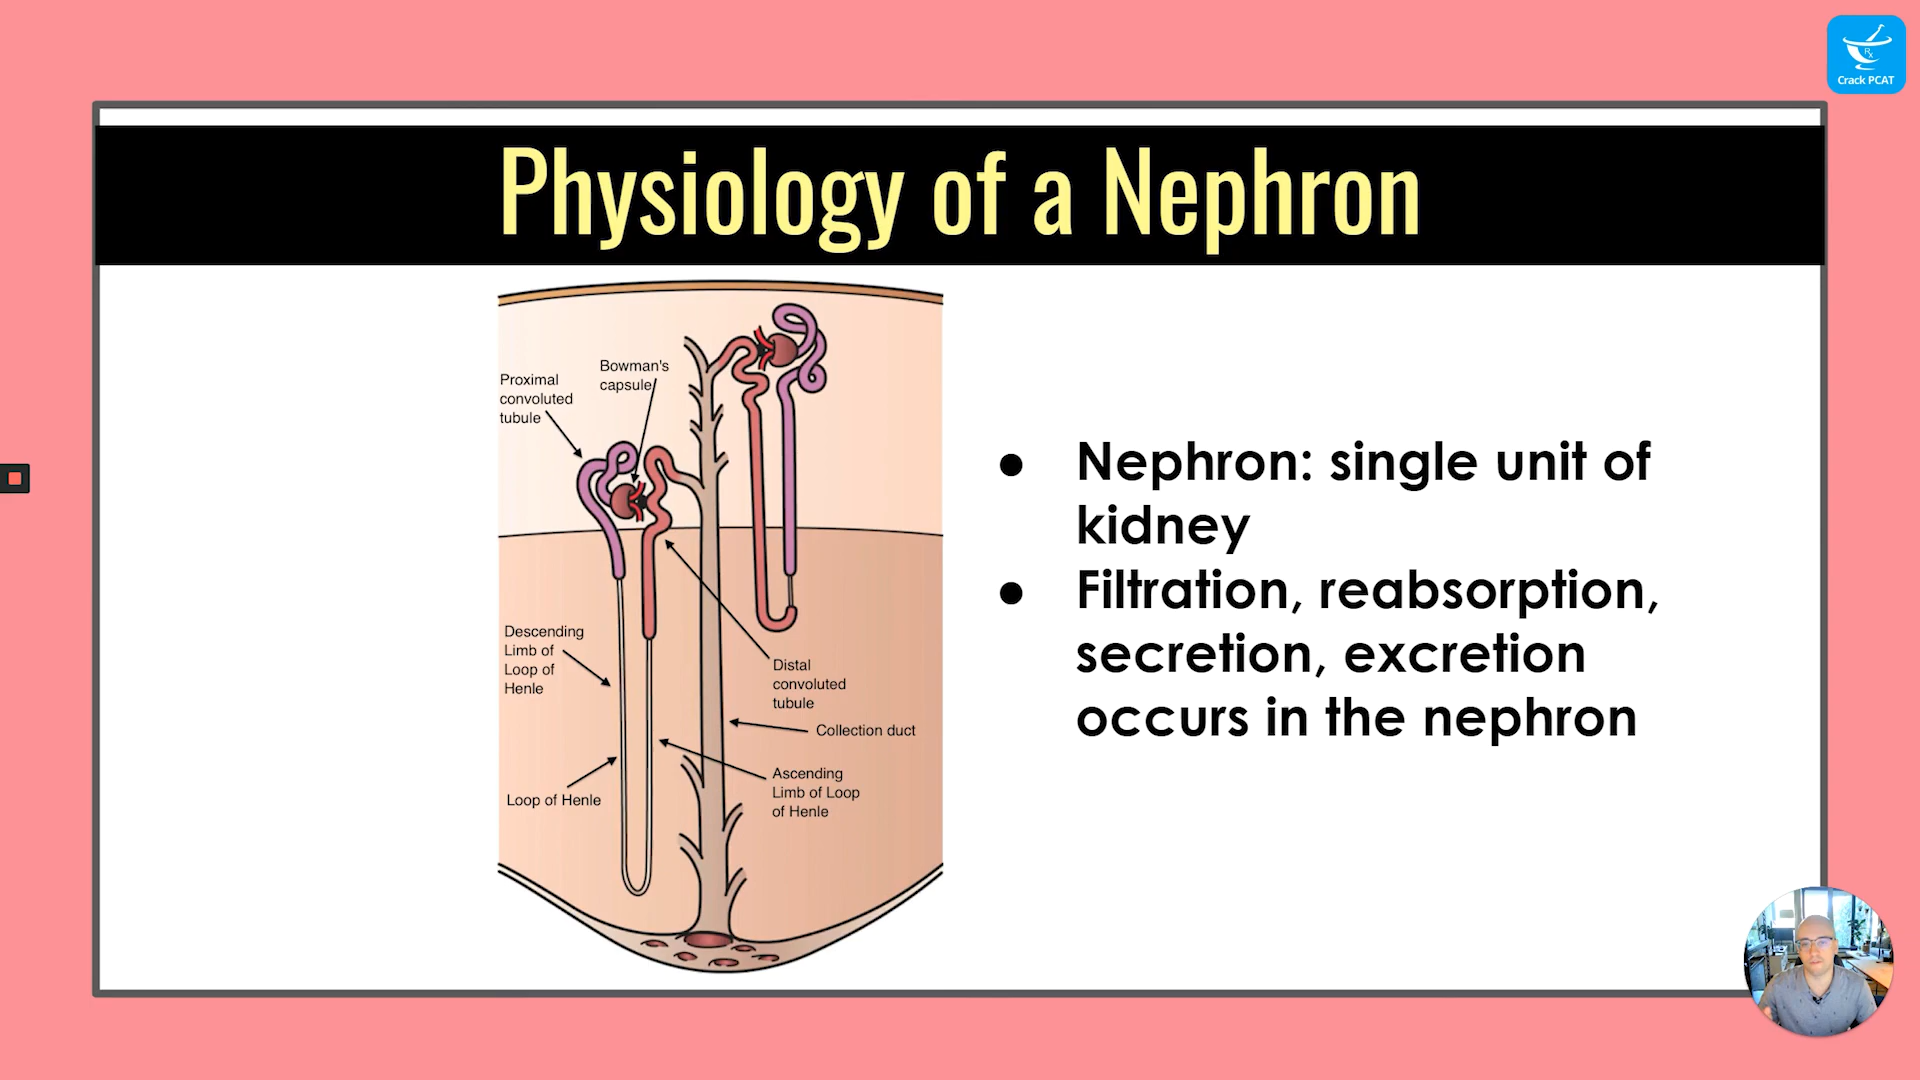 Rx
Crack PCAT
Physiology of a Nephron
Proximal
convoluted
tubule
Bowman's
capsule
Descending
Limb of
Loop of
Henle
Loop of Henle
Distal
convoluted
tubule
Collection duct
Ascending
Limb of Loop
of Henle
● Nephron: single unit of
kidney
● Filtration, reabsorption,
secretion, excretion
occurs in the nephron